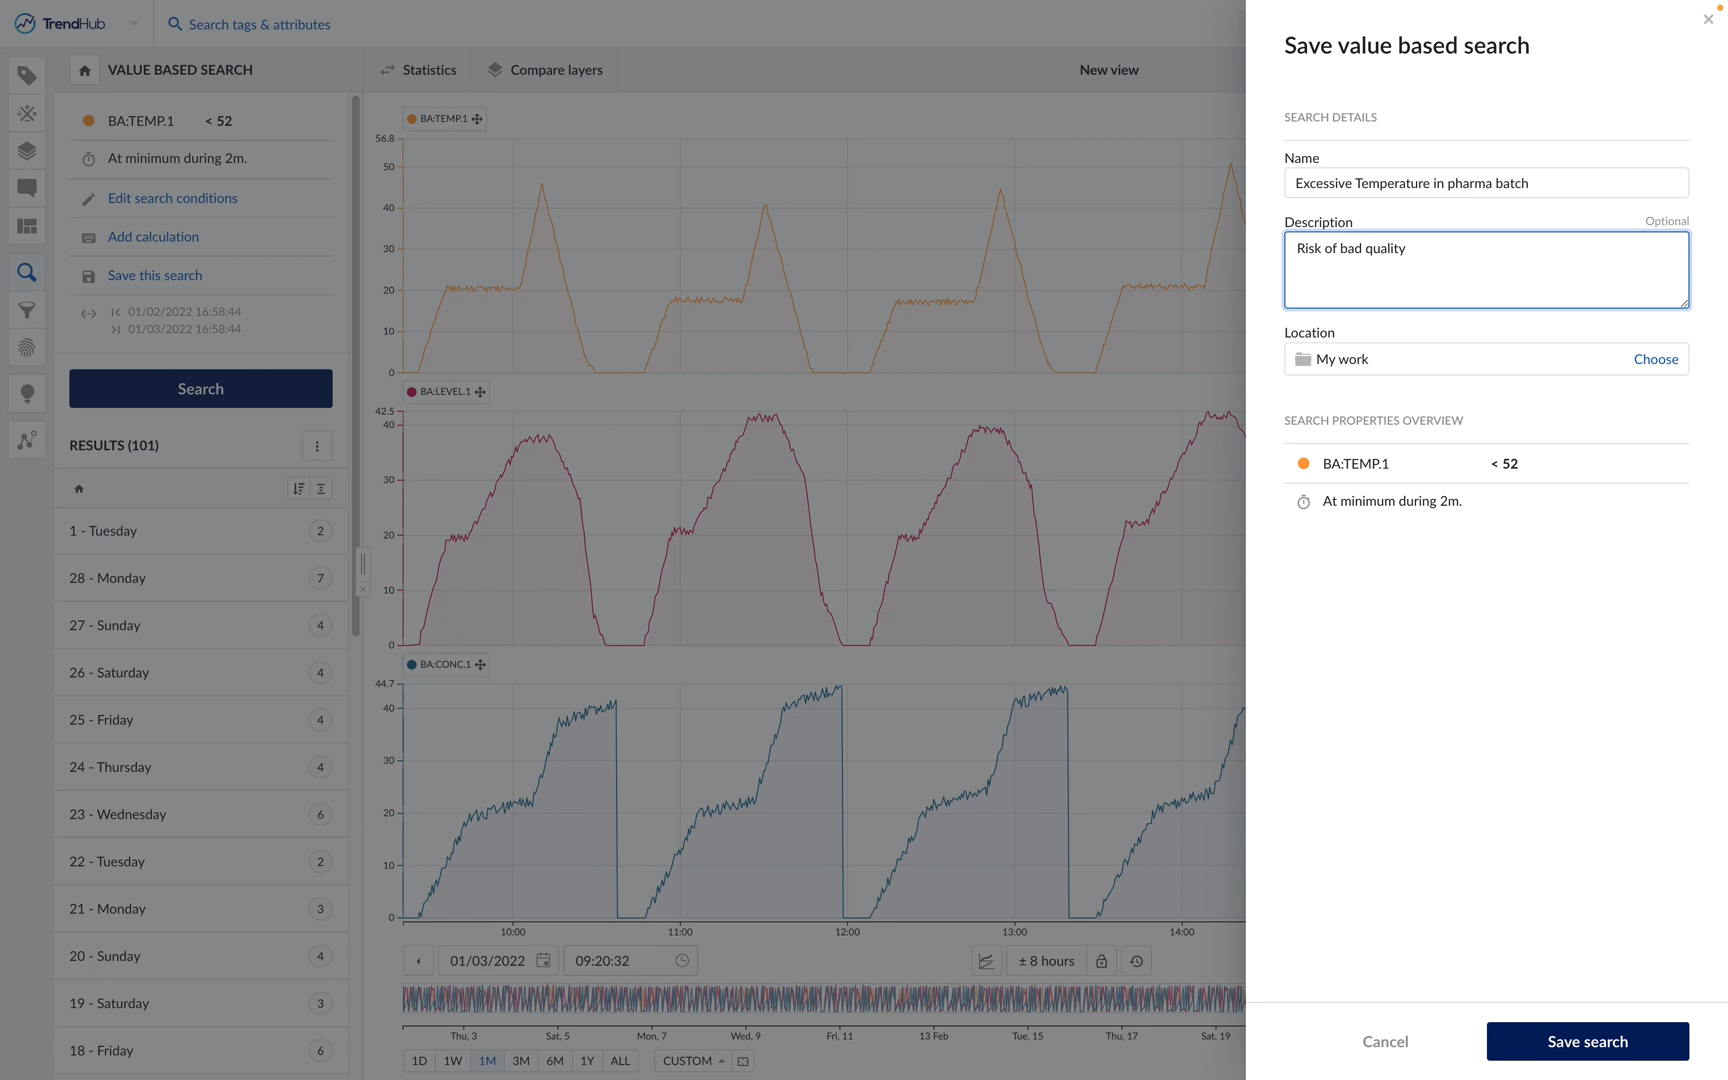 TrendHub
Search tags & attributes
VALUE BASED SEARCH
Statistics
Compare layers
New view
BA:TEMP.1 < 52
At minimum during 2m.
Edit search conditions
Add calculation
Save this search
01/02/2022 16:58:44
01/03/2022 16:58:44
Search
RESULTS (101)
1 - Tuesday 2
28 - Monday 7
27 - Sunday 4
26 - Saturday 4
25 - Friday 4
24 - Thursday 4
23 - Wednesday 6
22 - Tuesday 2
21 - Monday 3
20 - Sunday 4
19 - Saturday 3
18 - Friday 6
BA:TEMP.1
56.8
50
40
30
20
10
0
BA:LEVEL.1
42.5
40
30
20
10
0
BA:CONC.1
44.7
40
30
20
10
0
10:00 11:00 12:00 13:00 14:00
01/03/2022 09:20:32 ± 8 hours
Thu, 3 Sat, 5 Mon, 7 Wed, 9 Fri, 11 13 Feb Tue, 15 Thu, 17 Sat, 19
1D 1W 1M 3M 6M 1Y ALL CUSTOM
Save value based search
SEARCH DETAILS
Name
Excessive Temperature in pharma batch
Description Optional
Risk of bad quality
Location
My work Choose
SEARCH PROPERTIES OVERVIEW
BA:TEMP.1 < 52
At minimum during 2m.
Cancel Save search